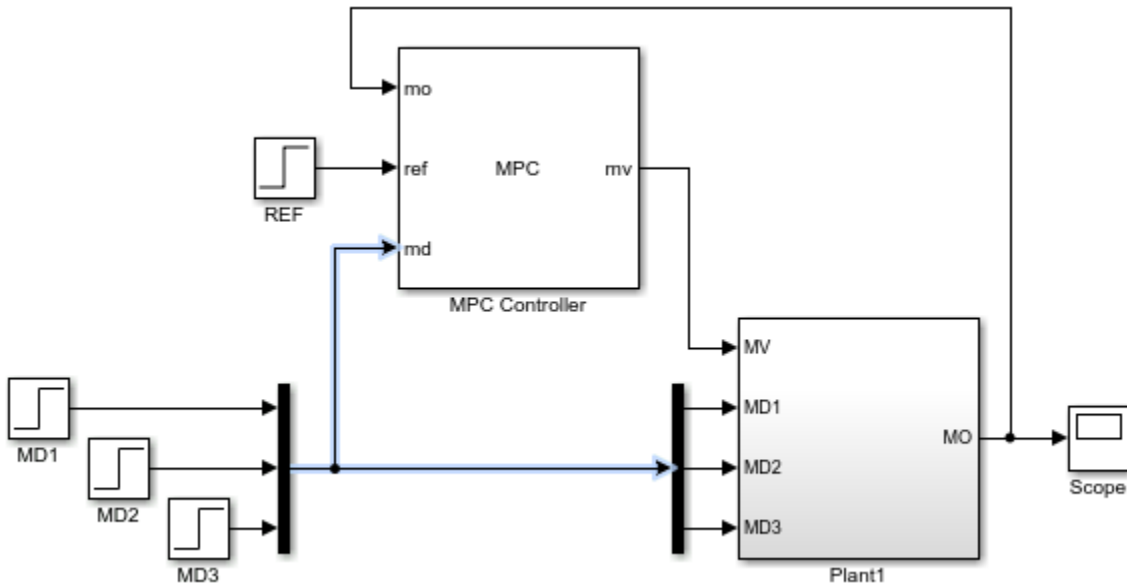 mo
REF
ref
MPC
mv
md
MPC Controller
MV
MD1
MD1
MD2
MO
MD2
MD3
Scope
MD3
Plant1